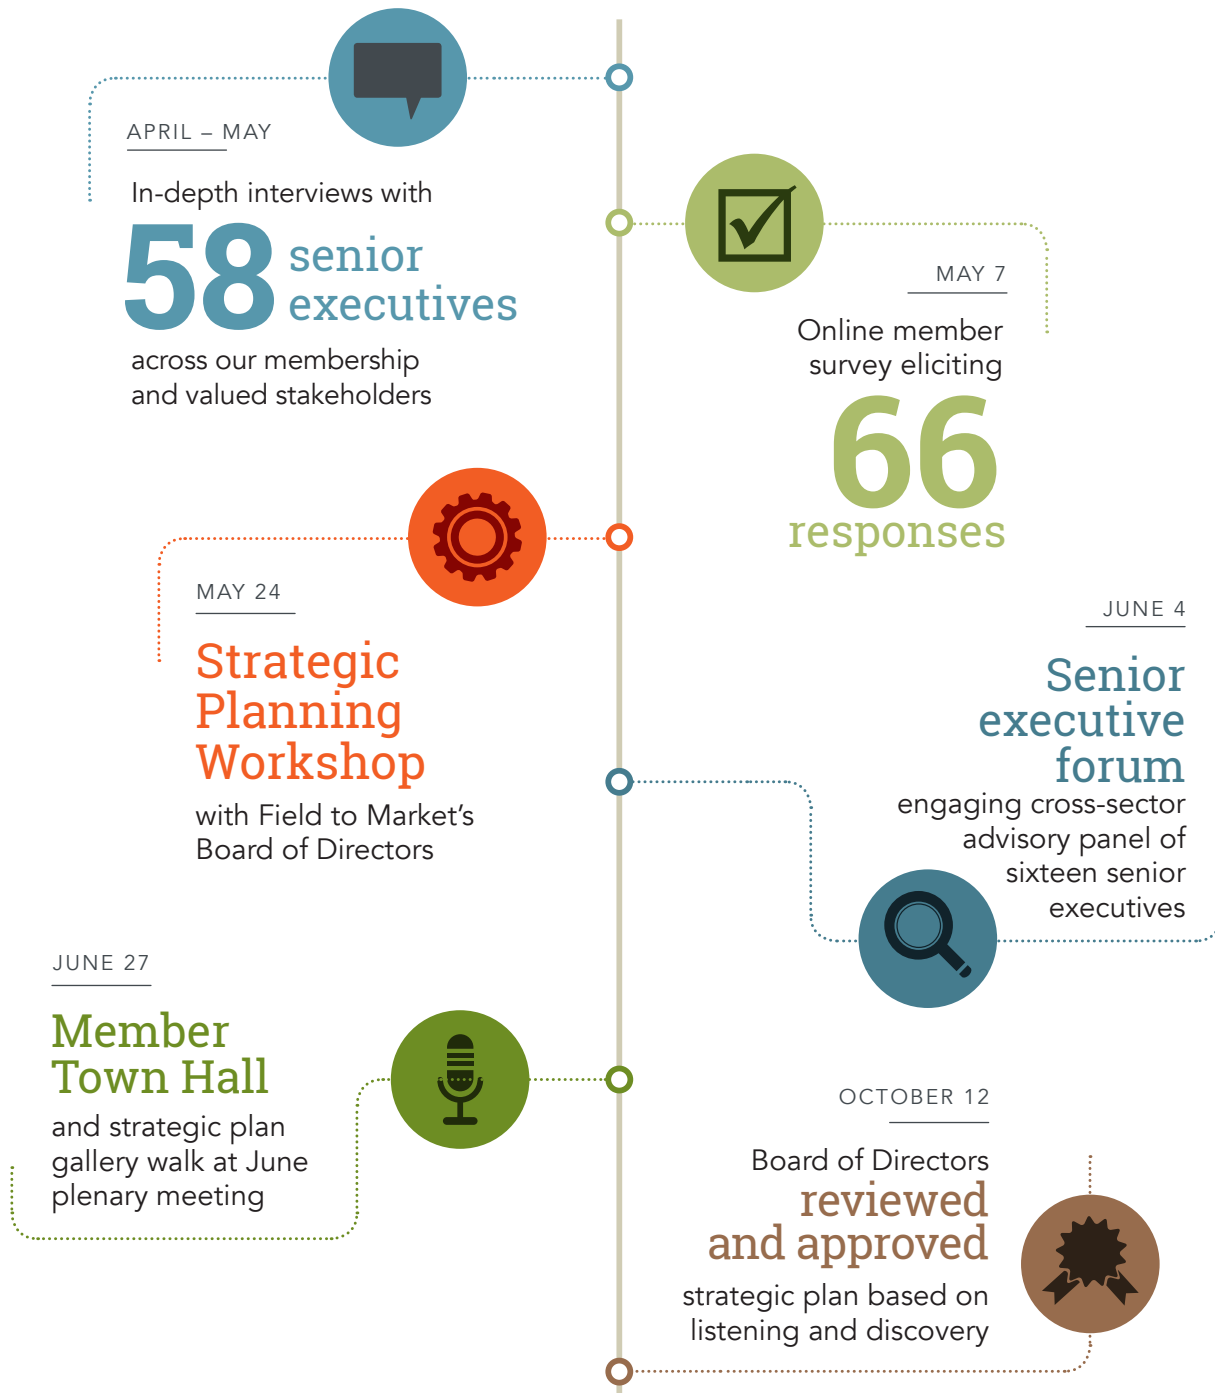 APRIL – MAY
In-depth interviews with
58 senior
executives
across our membership
and valued stakeholders
MAY 7
Online member
survey eliciting
66
responses
MAY 24
Strategic
Planning
Workshop
with Field to Market’s
Board of Directors
JUNE 4
Senior
executive
forum
engaging cross-sector
advisory panel of
sixteen senior
executives
JUNE 27
Member
Town Hall
and strategic plan
gallery walk at June
plenary meeting
OCTOBER 12
Board of Directors
reviewed
and approved
strategic plan based on
listening and discovery